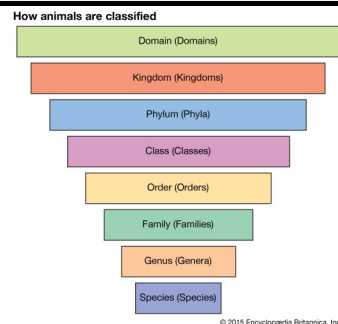 How animals are classified
Domain (Domains)
Kingdom (Kingdoms)
Phylum (Phyla)
Class (Classes)
Order (Orders)
Family (Families)
Genus (Genera)
Species (Species)
© 2015 Encyclopædia Britannica, Inc